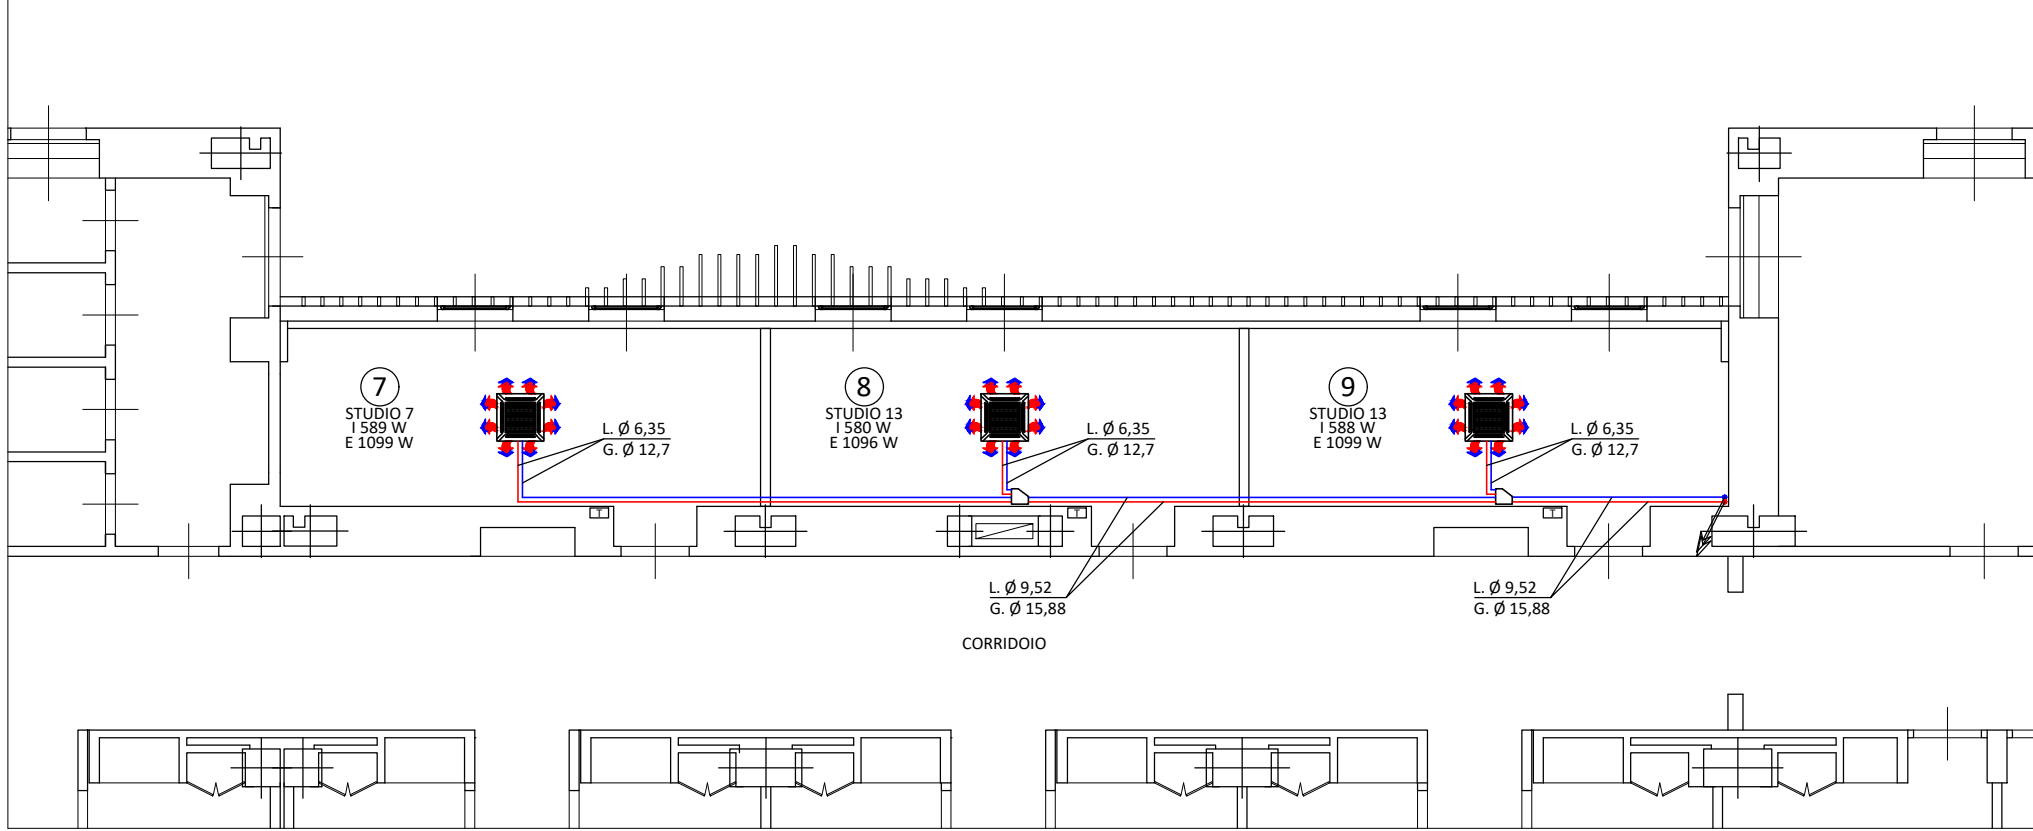 7
STUDIO 7
I 589 W
E 1099 W
L. Ø 6,35
G. Ø 12,7
8
STUDIO 13
I 580 W
E 1096 W
L. Ø 6,35
G. Ø 12,7
9
STUDIO 13
I 588 W
E 1099 W
L. Ø 6,35
G. Ø 12,7
T
T
T
L. Ø 9,52
G. Ø 15,88
L. Ø 9,52
G. Ø 15,88
CORRIDOIO